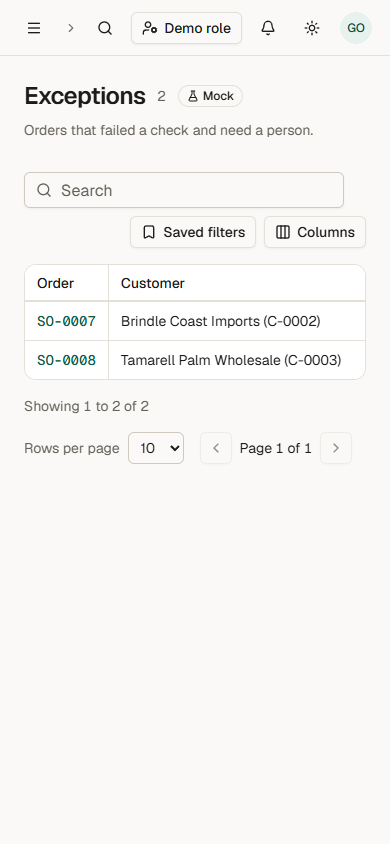 Demo role
GO
Exceptions 2 Mock
Orders that failed a check and need a person.
Search
Saved filters Columns
Order Customer
SO-0007 Brindle Coast Imports (C-0002)
SO-0008 Tamarell Palm Wholesale (C-0003)
Showing 1 to 2 of 2
Rows per page 10 Page 1 of 1